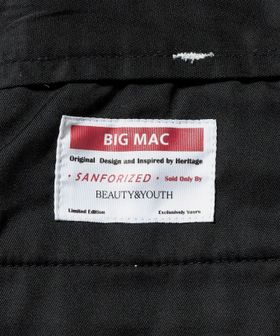 BIG MAC
Original Design and Inspired by Heritage
• SANFORIZED • Sold Only By
BEAUTY&YOUTH
Limited Edition Exclusively Yours